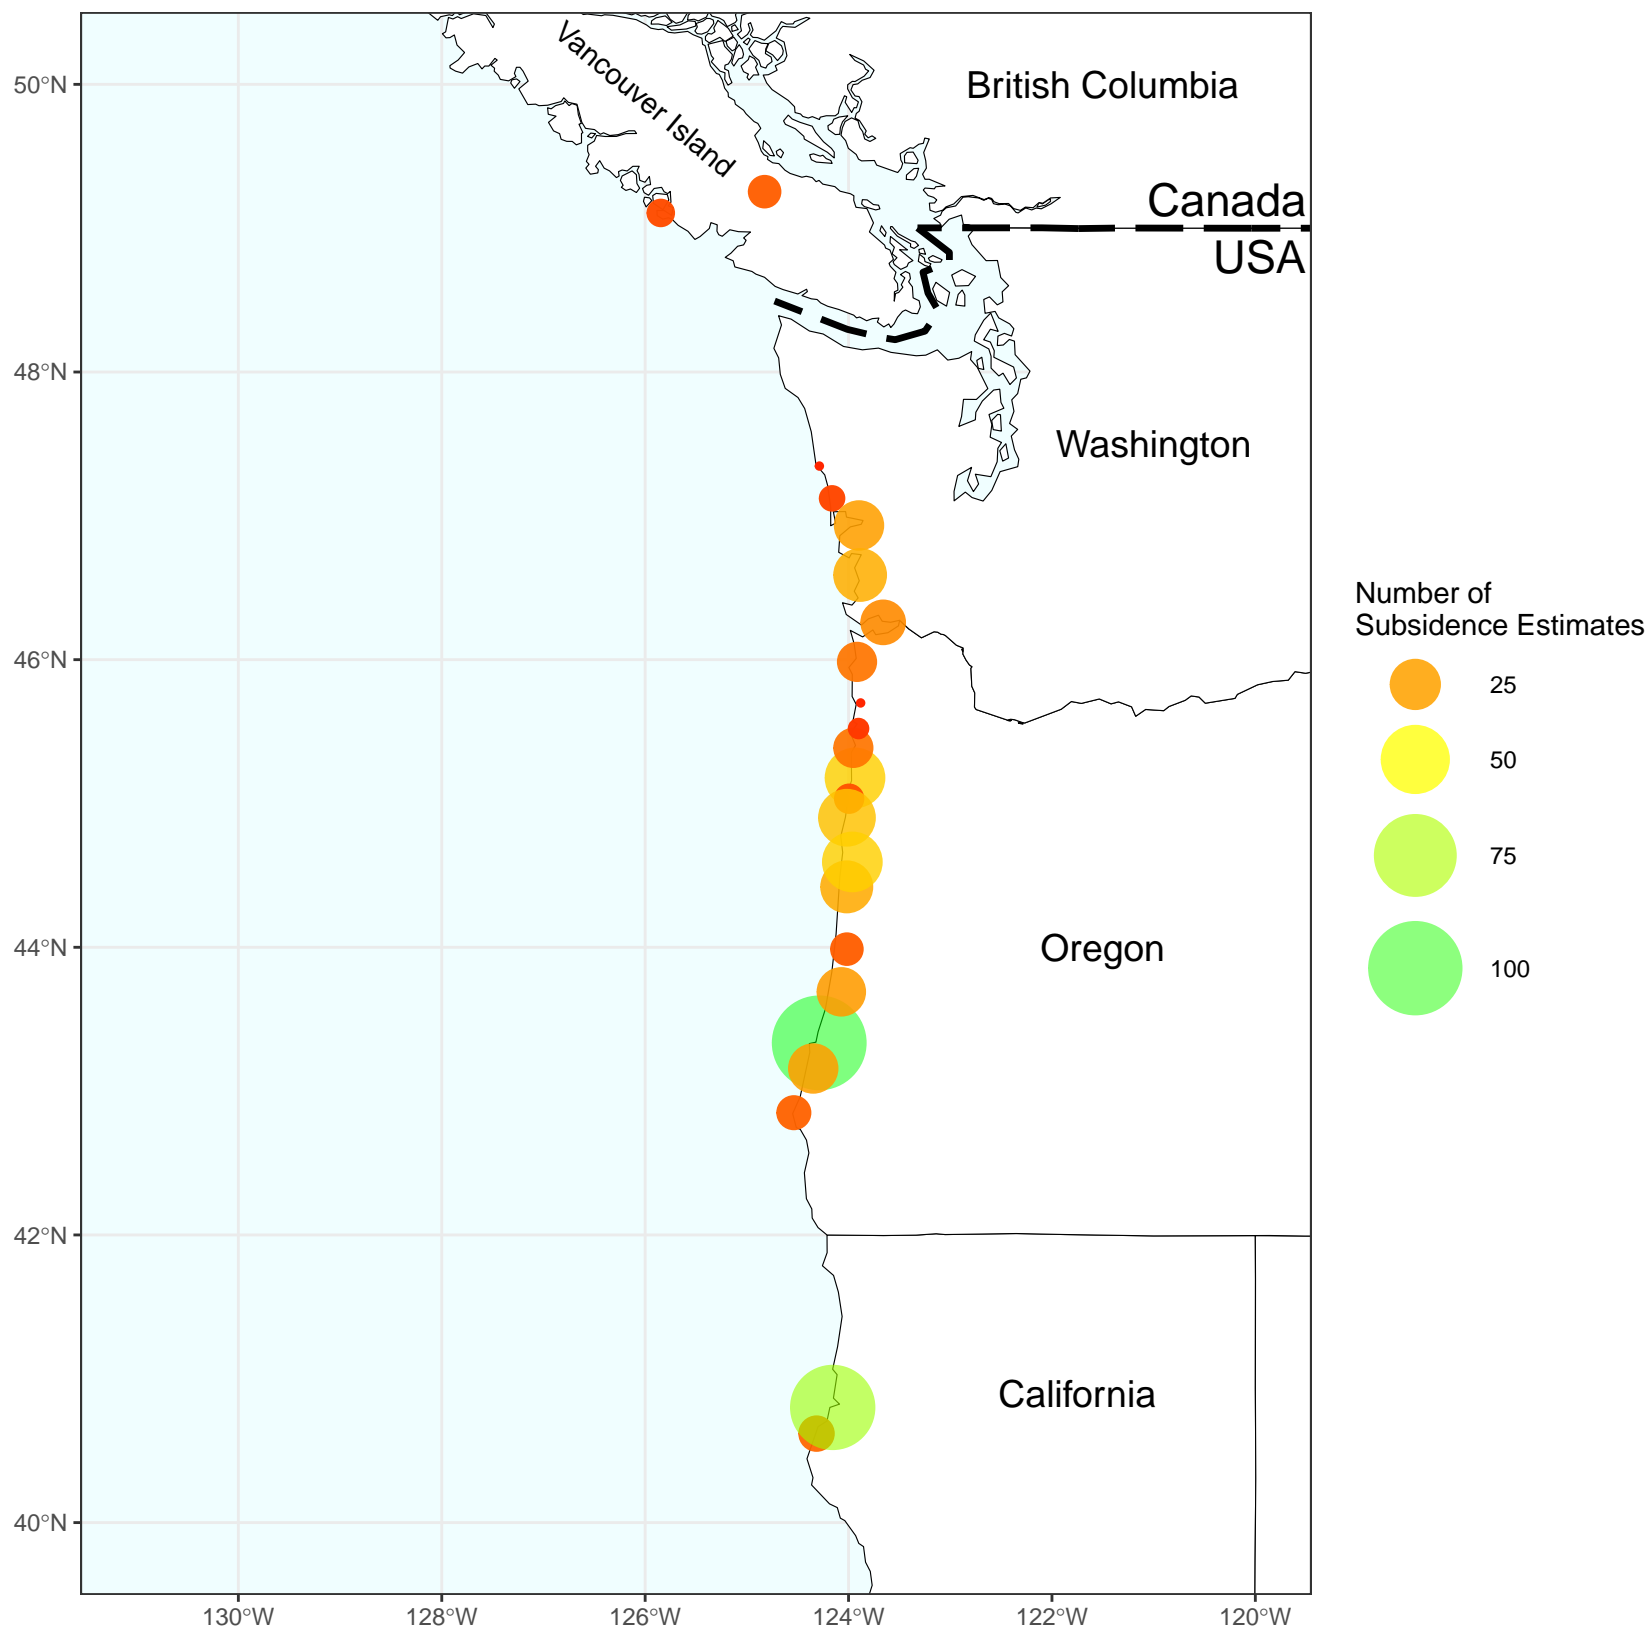 50°N
48°N
46°N
44°N
42°N
40°N
130°W
128°W
126°W
124°W
122°W
120°W
Vancouver Island
British Columbia
Canada
USA
Washington
Oregon
California
Number of
Subsidence Estimates
25
50
75
100